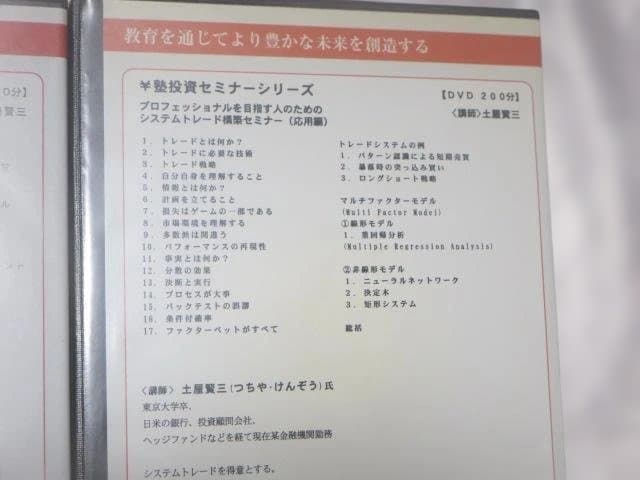 教育を通じてより豊かな未来を創造する
¥塾投資セミナーシリーズ
【DVD 200分】
プロフェッショナルを目指す人のための
システムトレード構築セミナー（応用編）
〈講師〉土屋賢三
1. トレードとは何か？
2. トレードに必要な技術
3. トレード戦略
4. 自分自身を理解すること
5. 情報とは何か？
6. 計画を立てること
7. 損失はゲームの一部である
8. 市場環境を理解する
9. 多数派は間違う
10. パフォーマンスの再現性
11. 事実とは何か？
12. 分散の効果
13. 決断と実行
14. プロセスが大事
15. バックテストの誤謬
16. 条件付確率
17. ファクターベットがすべて
トレードシステムの例
1. パターン認識による短期売買
2. 暴落時の突っ込み買い
3. ロングショート戦略
マルチファクターモデル
(Multi Factor Model)
①線形モデル
1. 重回帰分析
(Multiple Regression Analysis)
②非線形モデル
1. ニューラルネットワーク
2. 決定木
3. 矩形システム
総括
〈講師〉 土屋賢三（つちや・けんぞう）氏
東京大学卒、
日米の銀行、投資顧問会社、
ヘッジファンドなどを経て現在某金融機関勤務
システムトレードを得意とする。
0分】
賢三